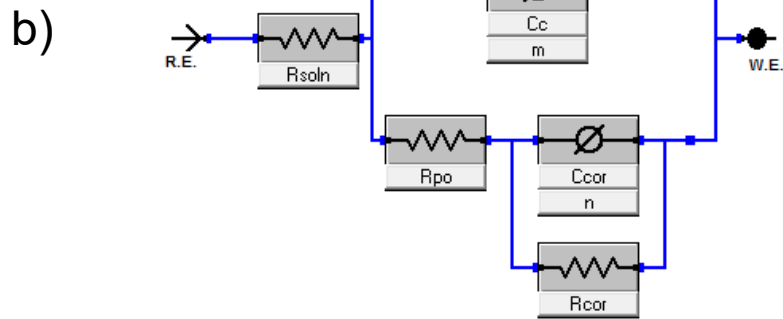 b)
Cc
m
R.E.
Rsoln
W.E.
Rpo
Ccor
n
Rcor